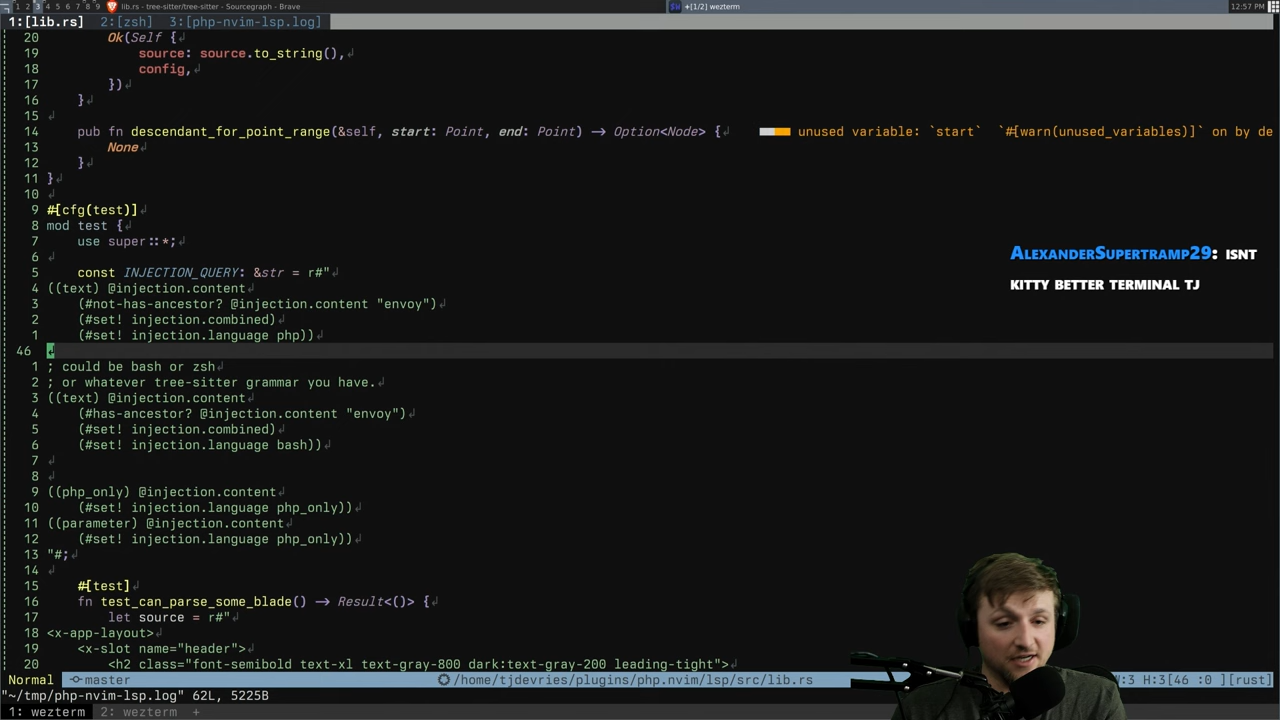 1 2 3 4 5 6 7 8 9 lib.rs - tree-sitter/tree-sitter - Sourcegraph - Brave
+[1/2] wezterm
12:57 PM
1:[lib.rs] 2:[zsh] 3:[php-nvim-lsp.log]
20 Ok(Self {
19 source: source.to_string(),
18 config,
17 })
16 }
15
14 pub fn descendant_for_point_range(&self, start: Point, end: Point) -> Option<Node> { unused variable: `start` `#[warn(unused_variables)]` on by de
13 None
12 }
11 }
10
9 #[cfg(test)]
8 mod test {
7 use super::*;
6
5 const INJECTION_QUERY: &str = r#"
4 ((text) @injection.content
3 (#not-has-ancestor? @injection.content "envoy")
2 (#set! injection.combined)
1 (#set! injection.language php))
46
1 ; could be bash or zsh
2 ; or whatever tree-sitter grammar you have.
3 ((text) @injection.content
4 (#has-ancestor? @injection.content "envoy")
5 (#set! injection.combined)
6 (#set! injection.language bash))
7
8
9 ((php_only) @injection.content
10 (#set! injection.language php_only))
11 ((parameter) @injection.content
12 (#set! injection.language php_only))
13 "#;
14
15 #[test]
16 fn test_can_parse_some_blade() -> Result<()> {
17 let source = r#"
18 <x-app-layout>
19 <x-slot name="header">
20 <h2 class="font-semibold text-xl text-gray-800 dark:text-gray-200 leading-tight">
AlexanderSupertramp29: isnt
kitty better terminal tj
Normal master /home/tjdevries/plugins/php.nvim/lsp/src/lib.rs W:3 H:3[46 :0 ][rust]
"~/tmp/php-nvim-lsp.log" 62L, 5225B
1: wezterm 2: wezterm +